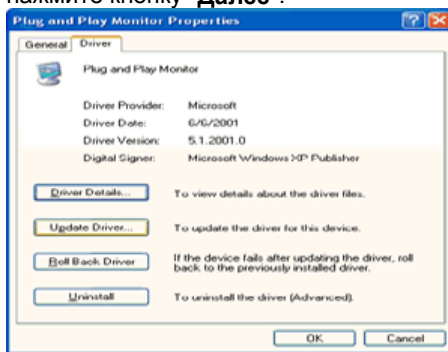 нажмите кнопку "Далее".
Plug and Play Monitor Properties
General
Driver
Plug and Play Monitor
Driver Provider: Microsoft
Driver Date: 6/6/2001
Driver Version: 5.1.2001.0
Digital Signer: Microsoft Windows XP Publisher
Driver Details... To view details about the driver files.
Update Driver... To update the driver for this device.
Roll Back Driver If the device fails after updating the driver, roll
back to the previously installed driver.
Uninstall To uninstall the driver (Advanced).
OK Cancel